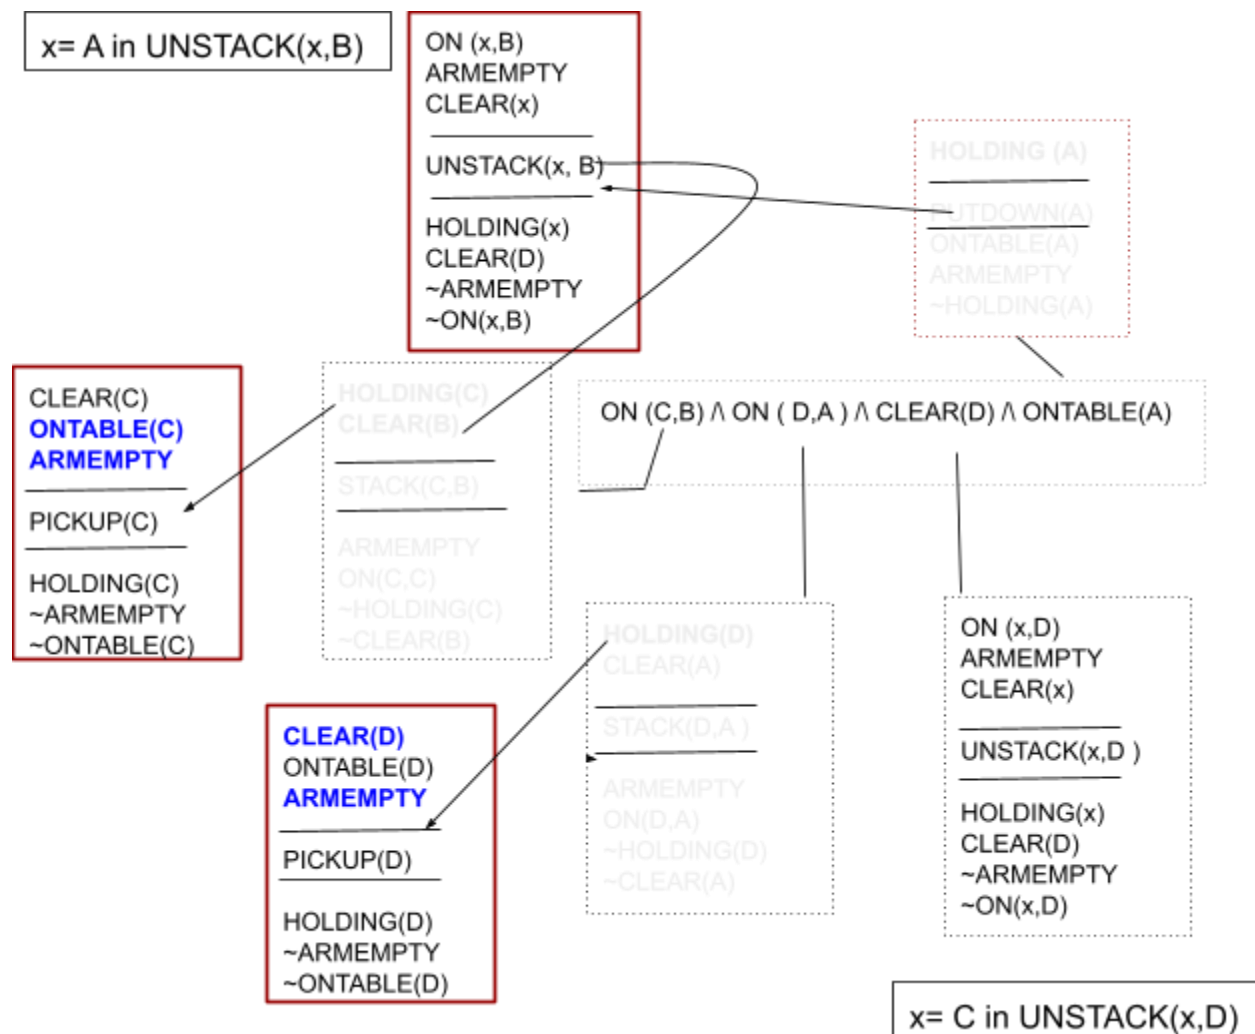 x= A in UNSTACK(x,B)
ON (x,B)
ARMEMPTY
CLEAR(x)
UNSTACK(x, B)
HOLDING(x)
CLEAR(D)
~ARMEMPTY
~ON(x,B)
HOLDING (A)
PUTDOWN(A)
ONTABLE(A)
ARMEMPTY
~HOLDING(A)
CLEAR(C)
ONTABLE(C)
ARMEMPTY
PICKUP(C)
HOLDING(C)
~ARMEMPTY
~ONTABLE(C)
HOLDING(C)
CLEAR(B)
STACK(C,B)
ARMEMPTY
ON(C,C)
~HOLDING(C)
~CLEAR(B)
ON (C,B) /\ ON ( D,A ) /\ CLEAR(D) /\ ONTABLE(A)
CLEAR(D)
ONTABLE(D)
ARMEMPTY
PICKUP(D)
HOLDING(D)
~ARMEMPTY
~ONTABLE(D)
HOLDING(D)
CLEAR(A)
STACK(D,A )
ARMEMPTY
ON(D,A)
~HOLDING(D)
~CLEAR(A)
ON (x,D)
ARMEMPTY
CLEAR(x)
UNSTACK(x,D )
HOLDING(x)
CLEAR(D)
~ARMEMPTY
~ON(x,D)
x= C in UNSTACK(x,D)